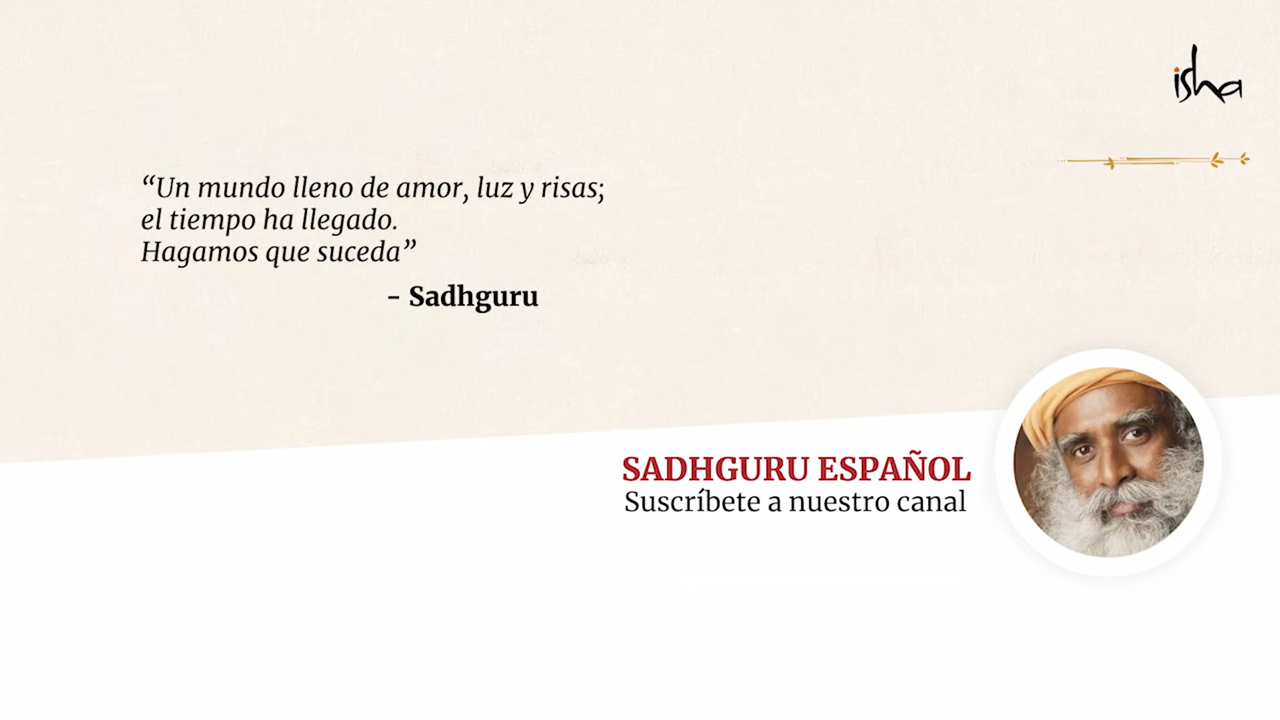 isha
“Un mundo lleno de amor, luz y risas;
el tiempo ha llegado.
Hagamos que suceda”
- Sadhguru
SADHGURU ESPAÑOL
Suscríbete a nuestro canal